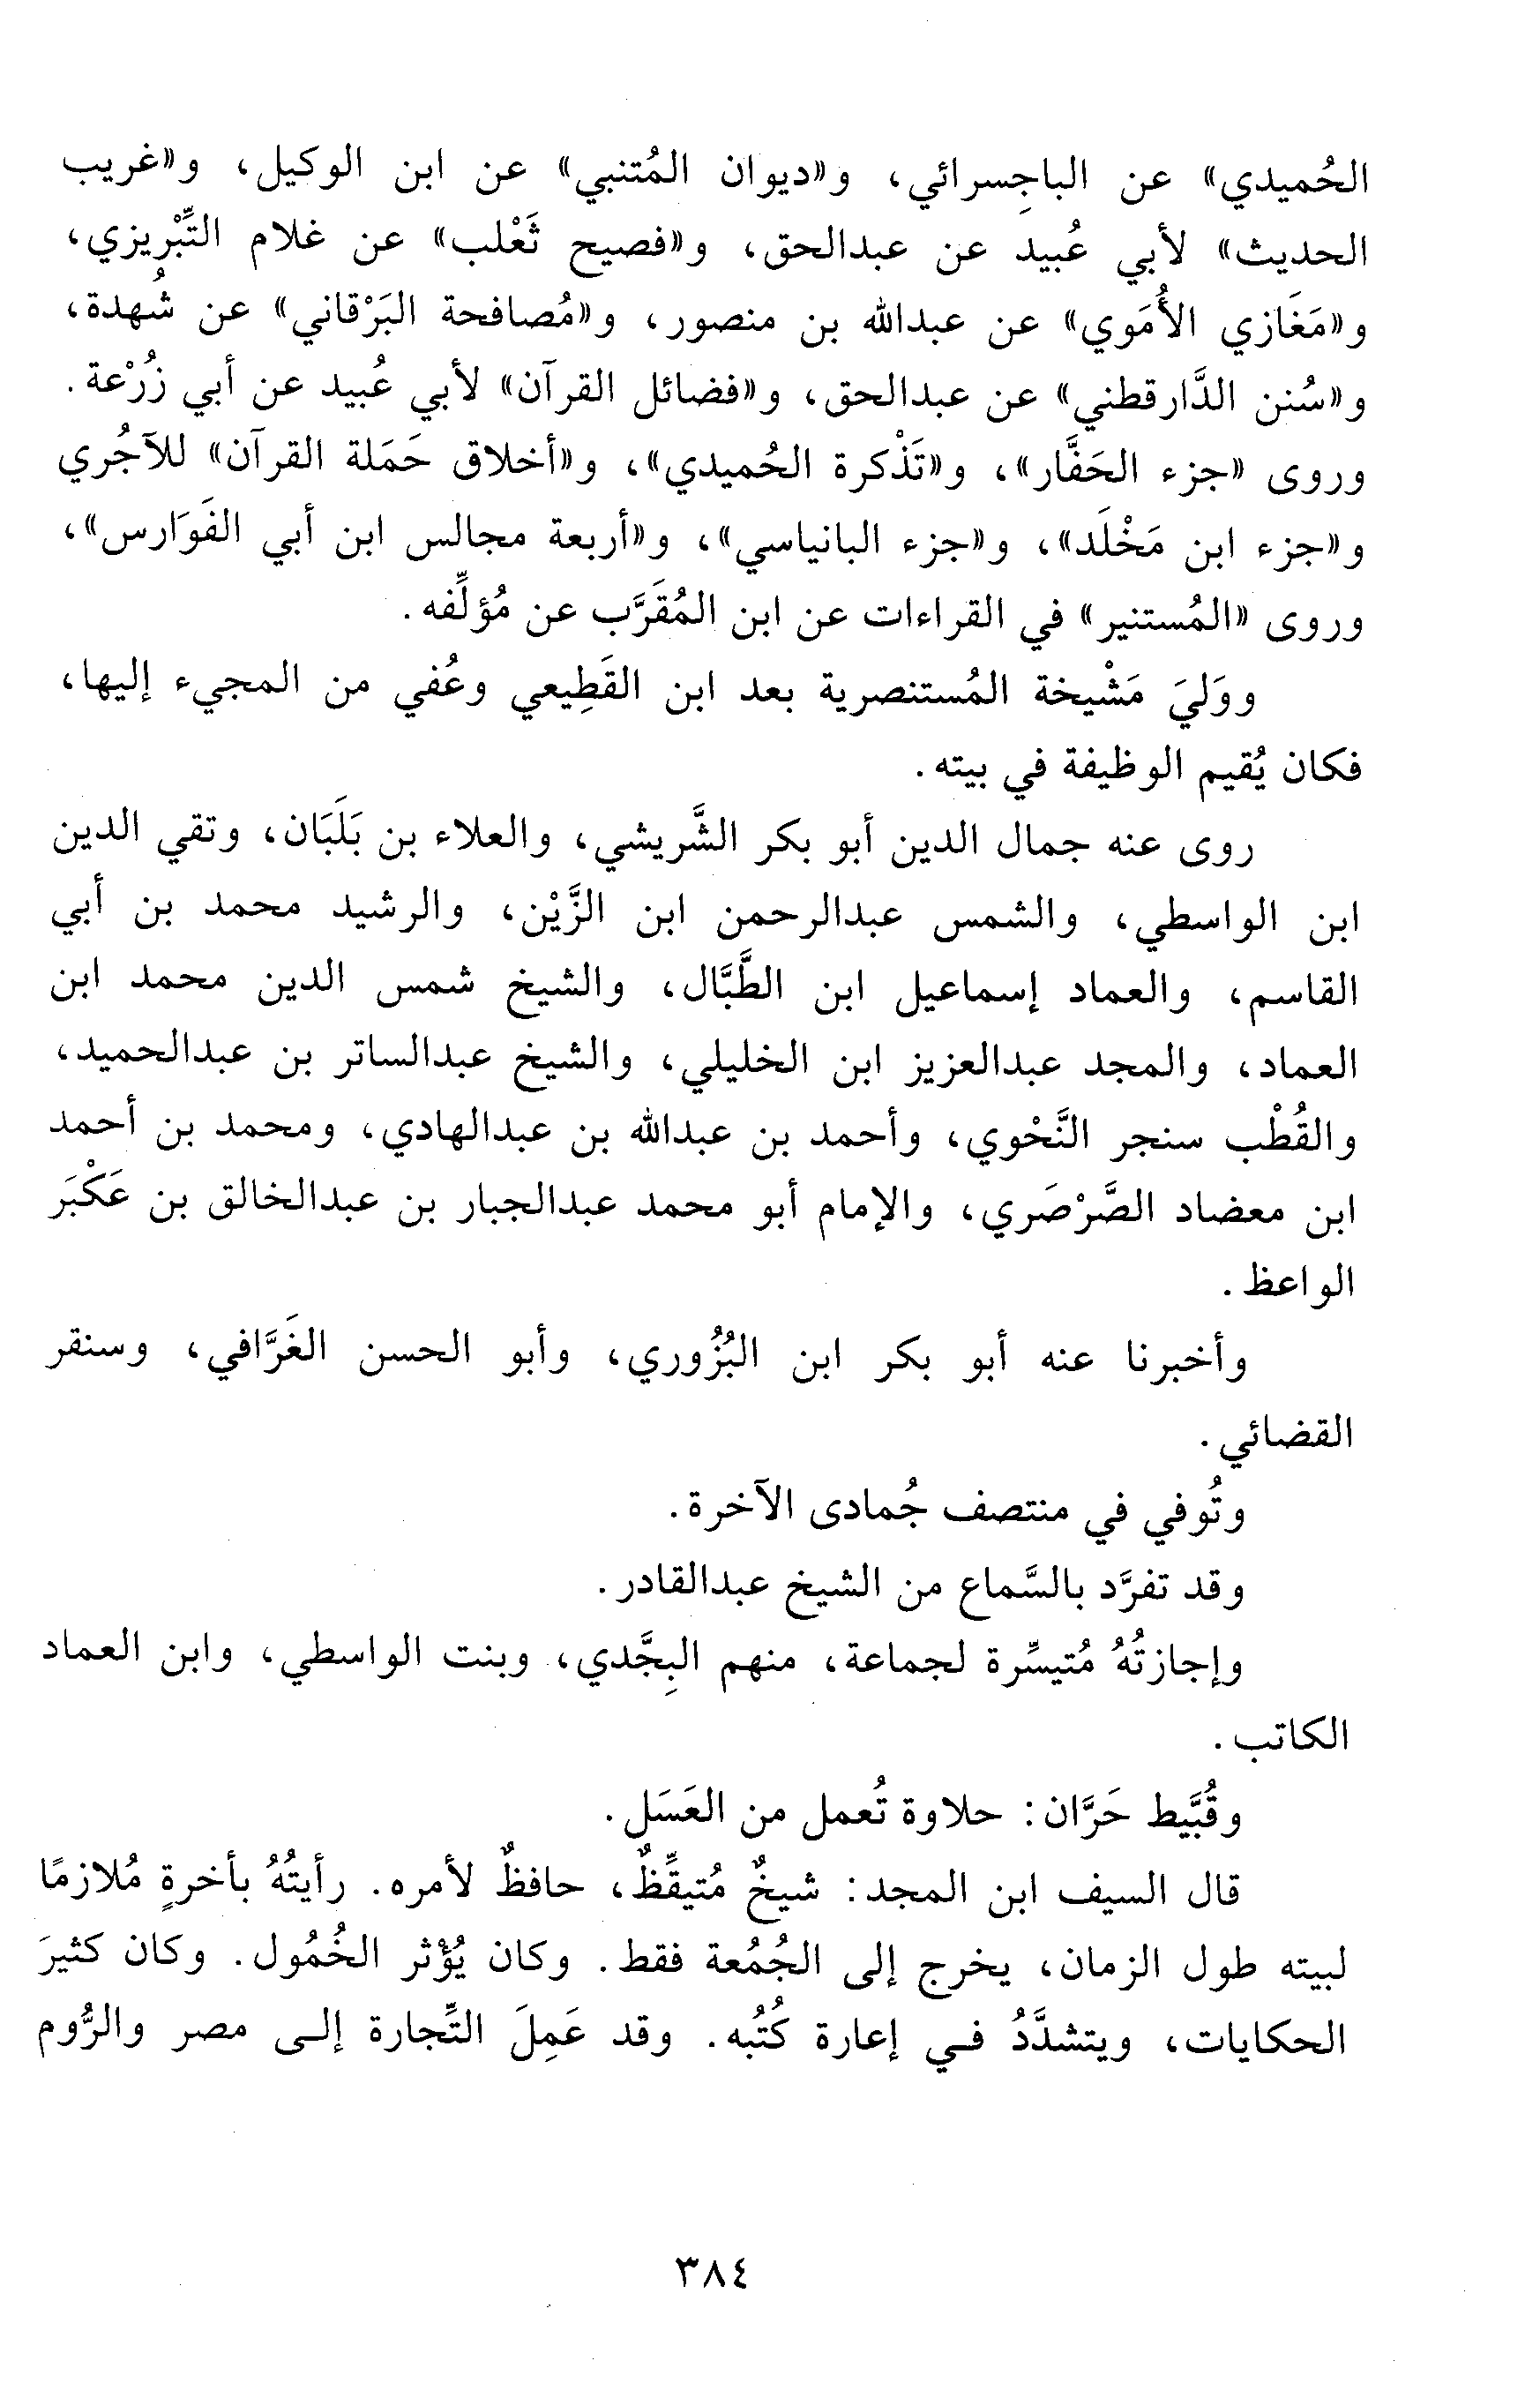 الحُميدي» عن الباجِسرائي، و«ديوان المُتنبي» عن ابن الوكيل، و«غريب
الحديث» لأبي عُبيد عن عبدالحق، و«فصيح ثَعْلب» عن غلام التِّبْريزي،
و«مَغَازي الأُمَوي» عن عبدالله بن منصور، و«مُصافحة البَرْقاني» عن شُهدة،
و«سُنن الدَّارقطني» عن عبدالحق، و«فضائل القرآن» لأبي عُبيد عن أبي زُرْعة.
وروى «جزء الحَفَّار»، و«تَذْكرة الحُميدي»، و«أخلاق حَمَلة القرآن» للآجُري
و«جزء ابن مَخْلَد»، و«جزء البانياسي»، و«أربعة مجالس ابن أبي الفَوَارس»،
وروى «المُستنير» في القراءات عن ابن المُقَرَّب عن مُؤلِّفه.
ووَليَ مَشْيخة المُستنصرية بعد ابن القَطِيعي وعُفي من المجيء إليها،
فكان يُقيم الوظيفة في بيته.
روى عنه جمال الدين أبو بكر الشَّريشي، والعلاء بن بَلَبَان، وتقي الدين
ابن الواسطي، والشمس عبدالرحمن ابن الزَّيْن، والرشيد محمد بن أبي
القاسم، والعماد إسماعيل ابن الطَّبَّال، والشيخ شمس الدين محمد ابن
العماد، والمجد عبدالعزيز ابن الخليلي، والشيخ عبدالساتر بن عبدالحميد،
والقُطْب سنجر النَّحْوي، وأحمد بن عبدالله بن عبدالهادي، ومحمد بن أحمد
ابن معضاد الصَّرْصَري، والإمام أبو محمد عبدالجبار بن عبدالخالق بن عَكْبَر
الواعظ.
وأخبرنا عنه أبو بكر ابن البُزُوري، وأبو الحسن الغَرَّافي، وسنقر
القضائي.
وتُوفي في منتصف جُمادى الآخرة.
وقد تفرَّد بالسَّماع من الشيخ عبدالقادر.
وإجازتُهُ مُتيسِّرة لجماعة، منهم البِجَّدي، وبنت الواسطي، وابن العماد
الكاتب.
وقُبَّيط حَرَّان: حلاوة تُعمل من العَسَل.
قال السيف ابن المجد: شيخٌ مُتيقِّظٌ، حافظٌ لأمره. رأيتُهُ بأخرةٍ مُلازمًا
لبيته طول الزمان، يخرج إلى الجُمُعة فقط. وكان يُؤْثر الخُمُول. وكان كثيرَ
الحكايات، ويتشدَّدُ في إعارة كُتُبه. وقد عَمِلَ التِّجارة إلى مصر والرُّوم
٣٨٤